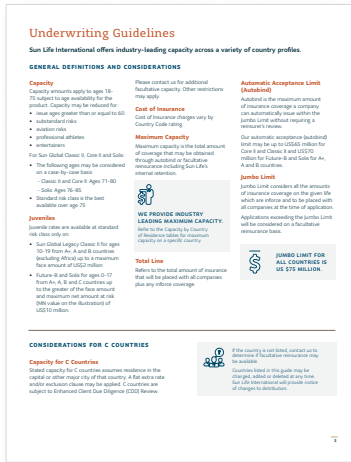 Underwriting Guidelines
Sun Life International offers industry-leading capacity across a variety of country profiles.
GENERAL DEFINITIONS AND CONSIDERATIONS
Capacity
Capacity amounts apply to ages 18–
75 subject to age availability for the
product. Capacity may be reduced for:
• issue ages greater than or equal to 60
• substandard risks
• aviation risks
• professional athletes
• entertainers
For Sun Global Classic II, Core II and Solis:
• The following ages may be considered
on a case-by-case basis:
– Classic II and Core II: Ages 71–80
– Solis: Ages 76–85
• Standard risk class is the best
available over age 75
Juveniles
Juvenile rates are available at standard
risk class only on:
• Sun Global Legacy Classic II for ages
10–19 from A+, A and B countries
(excluding Africa) up to a maximum
face amount of US$2 million
• Future-B and Solis for ages 0–17
from A+, A, B and C countries up
to the greater of the face amount
and maximum net amount at risk
(MN value on the illustration) of
US$10 million
Please contact us for additional
facultative capacity. Other restrictions
may apply.
Cost of Insurance
Cost of Insurance charges vary by
Country Code rating.
Maximum Capacity
Maximum capacity is the total amount
of coverage that may be obtained
through autobind or facultative
reinsurance including Sun Life's
internal retention.
WE PROVIDE INDUSTRY
LEADING MAXIMUM CAPACITY.
Refer to the Capacity by Country
of Residence tables for maximum
capacity on a specific country
Total Line
Refers to the total amount of insurance
that will be placed with all companies
plus any inforce coverage.
Automatic Acceptance Limit
(Autobind)
Autobind is the maximum amount
of insurance coverage a company
can automatically issue within the
Jumbo Limit without requiring a
reinsurer's review.
Our automatic acceptance (autobind)
limit may be up to US$65 million for
Core II and Classic II and US$70
million for Future-B and Solis for A+,
A and B countries.
Jumbo Limit
Jumbo Limit considers all the amounts
of insurance coverage on the given life
which are inforce and to be placed with
all companies at the time of application.
Applications exceeding the Jumbo Limit
will be considered on a facultative
reinsurance basis.
JUMBO LIMIT FOR
ALL COUNTRIES IS
US $75 MILLION.
CONSIDERATIONS FOR C COUNTRIES
Capacity for C Countries
Stated capacity for C countries assumes residence in the
capital or other major city of that country. A flat extra rate
and/or exclusion clause may be applied. C countries are
subject to Enhanced Client Due Diligence (CDD) Review.
If the country is not listed, contact us to
determine if facultative reinsurance may
be available
Countries listed in this guide may be
changed, added or deleted at any time.
Sun Life International will provide notice
of changes to distributors.